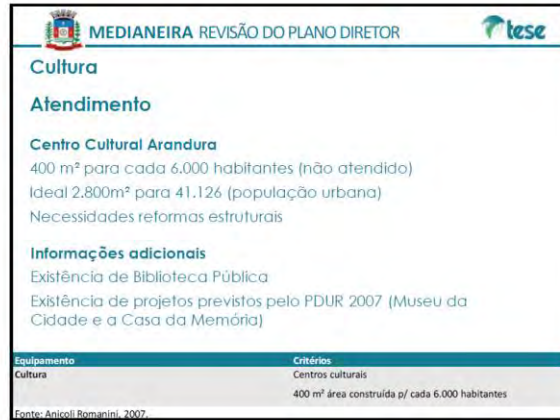 MEDIANEIRA REVISÃO DO PLANO DIRETOR
tese
Cultura
Atendimento
Centro Cultural Arandura
400 m² para cada 6.000 habitantes (não atendido)
Ideal 2.800m² para 41.126 (população urbana)
Necessidades reformas estruturais
Informações adicionais
Existência de Biblioteca Pública
Existência de projetos previstos pelo PDUR 2007 (Museu da
Cidade e a Casa da Memória)
Equipamento Critérios
Cultura Centros culturais
400 m² área construída p/ cada 6.000 habitantes
Fonte: Anicoli Romanini, 2007.